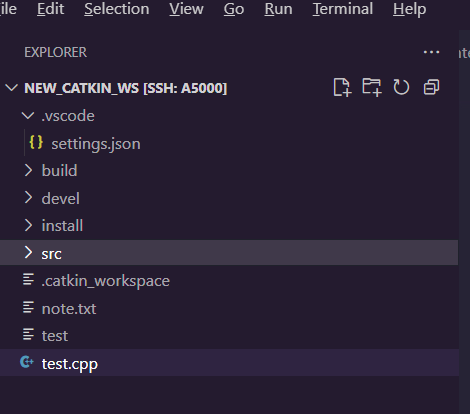 ile Edit Selection View Go Run Terminal Help
EXPLORER
NEW_CATKIN_WS [SSH: A5000]
.vscode
{} settings.json
build
devel
install
src
.catkin_workspace
note.txt
test
test.cpp